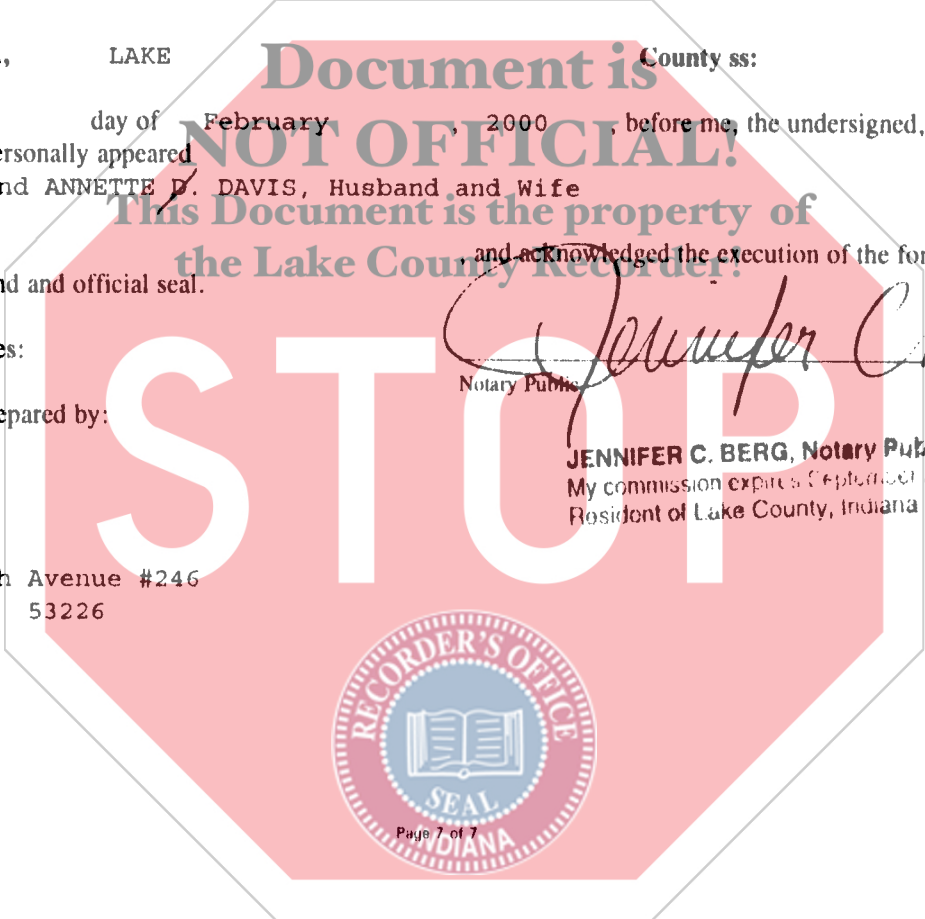 LAKE County ss:
Document is
day of February , 2000 , before me, the undersigned,
NOT OFFICIAL!
ersonally appeared
nd ANNETTE D. DAVIS, Husband and Wife
This Document is the property of
, and acknowledged the execution of the for
the Lake County Recorder!
nd and official seal.
Jennifer C
es:
Notary Public
epared by:
STOP
JENNIFER C. BERG, Notary Pub
My commission expires September
Resident of Lake County, Indiana
h Avenue #246
53226
RECORDER'S OFFICE
SEAL
INDIANA
Page 7 of 7